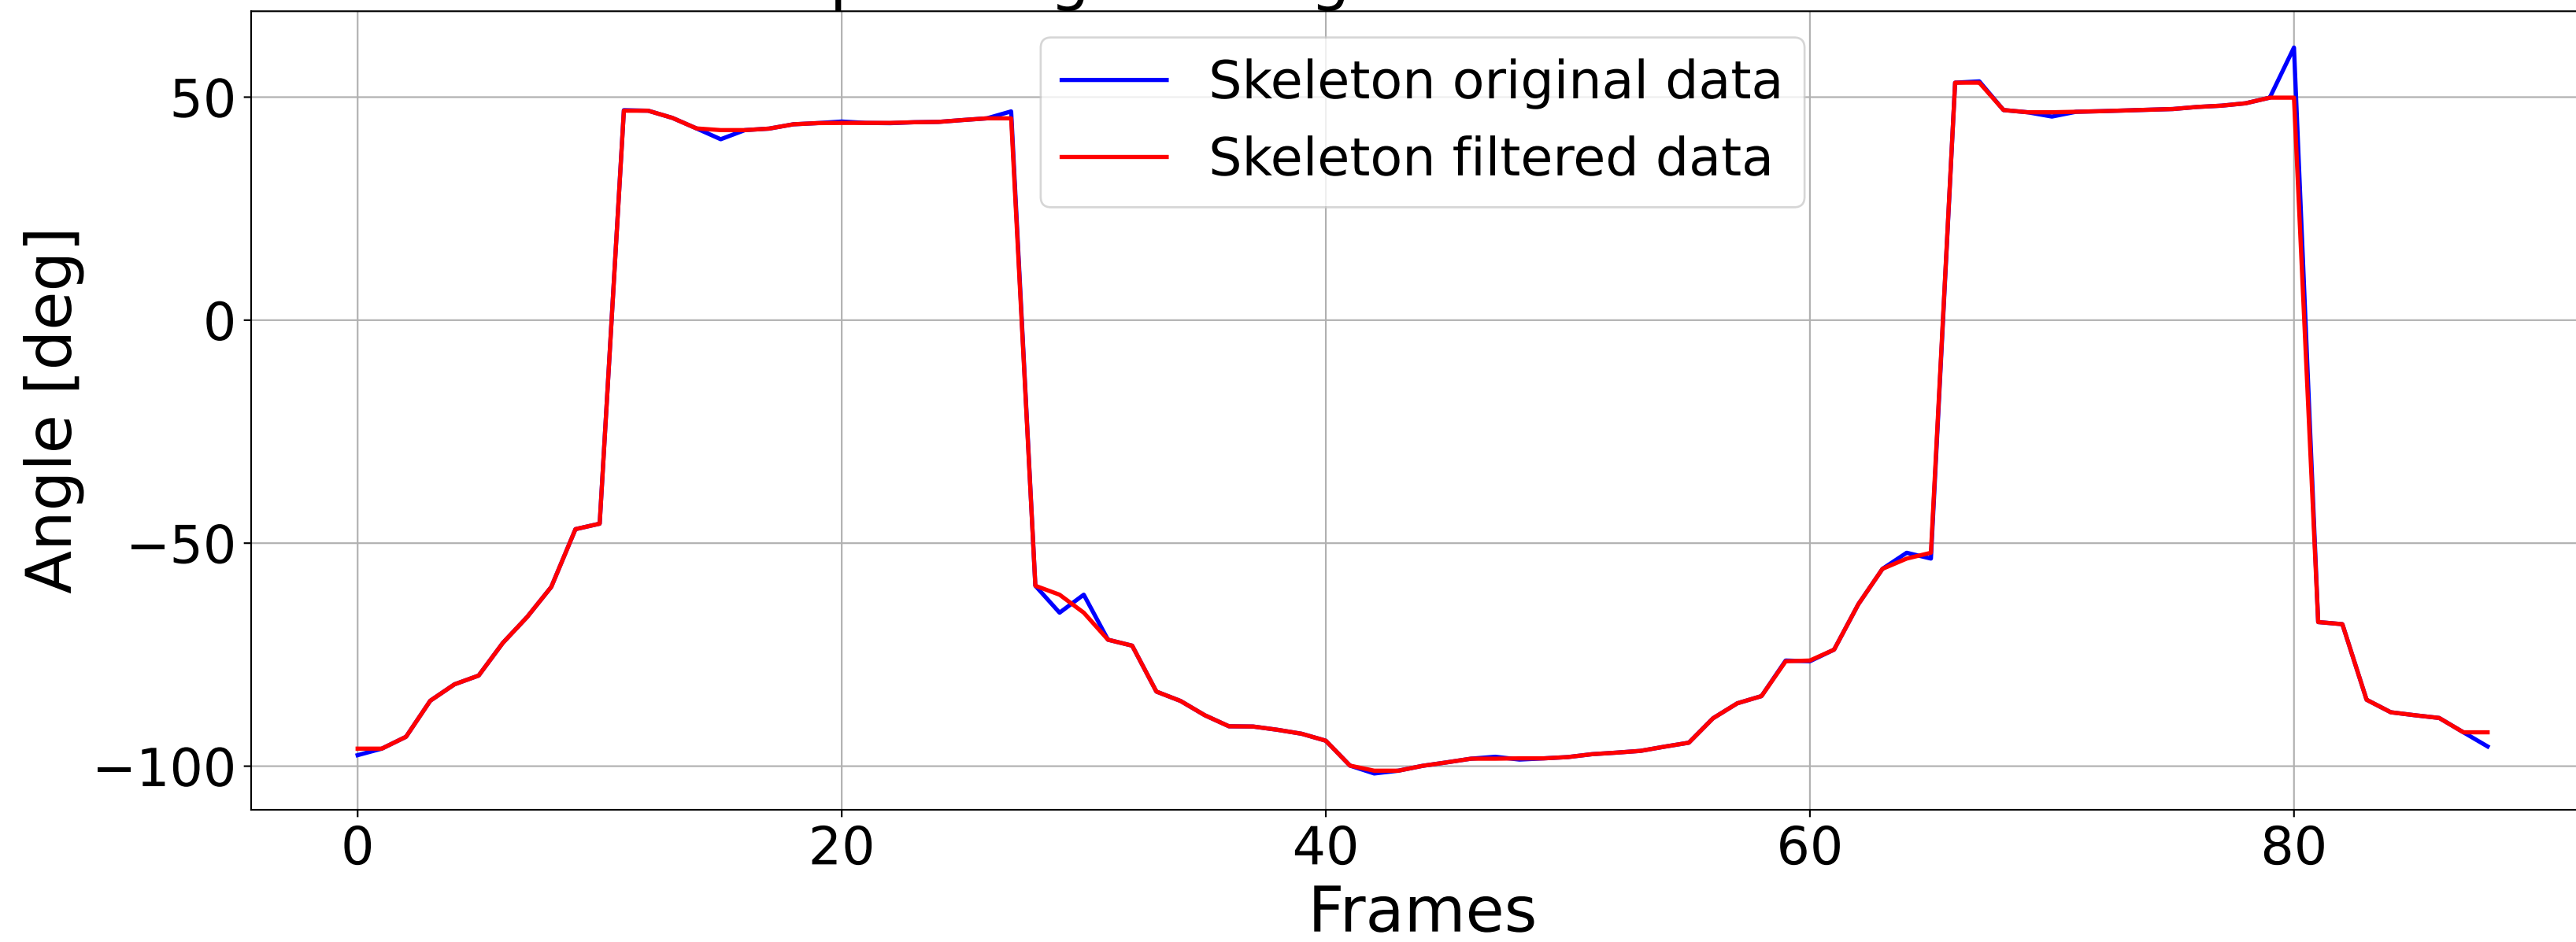 Skeleton original data
Skeleton filtered data
Angle [deg]
50
0
−50
−100
0
20
40
60
80
Frames